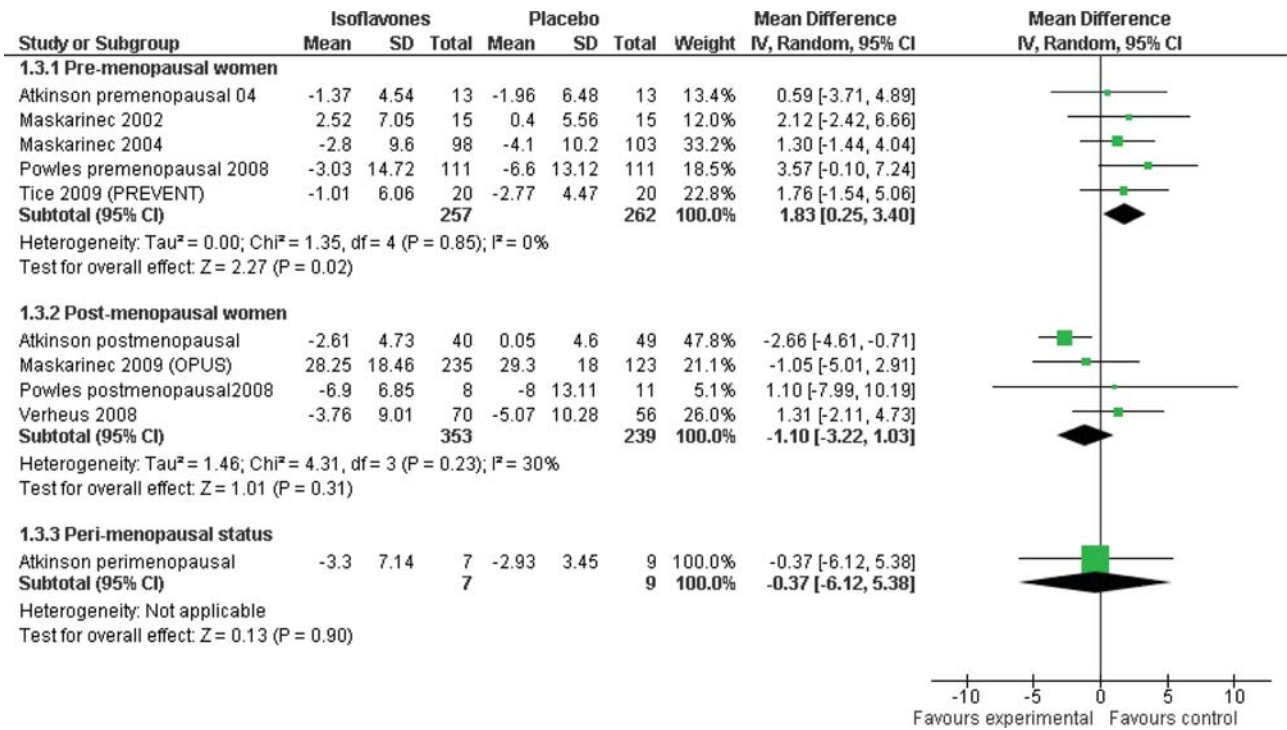 Isoflavones Placebo Mean Difference Mean Difference
Study or Subgroup Mean SD Total Mean SD Total Weight IV, Random, 95% CI IV, Random, 95% CI
1.3.1 Pre-menopausal women
Atkinson premenopausal 04 -1.37 4.54 13 -1.96 6.48 13 13.4% 0.59 [-3.71, 4.89]
Maskarinec 2002 2.52 7.05 15 0.4 5.56 15 12.0% 2.12 [-2.42, 6.66]
Maskarinec 2004 -2.8 9.6 98 -4.1 10.2 103 33.2% 1.30 [-1.44, 4.04]
Powles premenopausal 2008 -3.03 14.72 111 -6.6 13.12 111 18.5% 3.57 [-0.10, 7.24]
Tice 2009 (PREVENT) -1.01 6.06 20 -2.77 4.47 20 22.8% 1.76 [-1.54, 5.06]
Subtotal (95% CI) 257 262 100.0% 1.83 [0.25, 3.40]
Heterogeneity: Tau² = 0.00; Chi² = 1.35, df = 4 (P = 0.85); I² = 0%
Test for overall effect: Z = 2.27 (P = 0.02)
1.3.2 Post-menopausal women
Atkinson postmenopausal -2.61 4.73 40 0.05 4.6 49 47.8% -2.66 [-4.61, -0.71]
Maskarinec 2009 (OPUS) 28.25 18.46 235 29.3 18 123 21.1% -1.05 [-5.01, 2.91]
Powles postmenopausal2008 -6.9 6.85 8 -8 13.11 11 5.1% 1.10 [-7.99, 10.19]
Verheus 2008 -3.76 9.01 70 -5.07 10.28 56 26.0% 1.31 [-2.11, 4.73]
Subtotal (95% CI) 353 239 100.0% -1.10 [-3.22, 1.03]
Heterogeneity: Tau² = 1.46; Chi² = 4.31, df = 3 (P = 0.23); I² = 30%
Test for overall effect: Z = 1.01 (P = 0.31)
1.3.3 Peri-menopausal status
Atkinson perimenopausal -3.3 7.14 7 -2.93 3.45 9 100.0% -0.37 [-6.12, 5.38]
Subtotal (95% CI) 7 9 100.0% -0.37 [-6.12, 5.38]
Heterogeneity: Not applicable
Test for overall effect: Z = 0.13 (P = 0.90)
-10 -5 0 5 10
Favours experimental Favours control